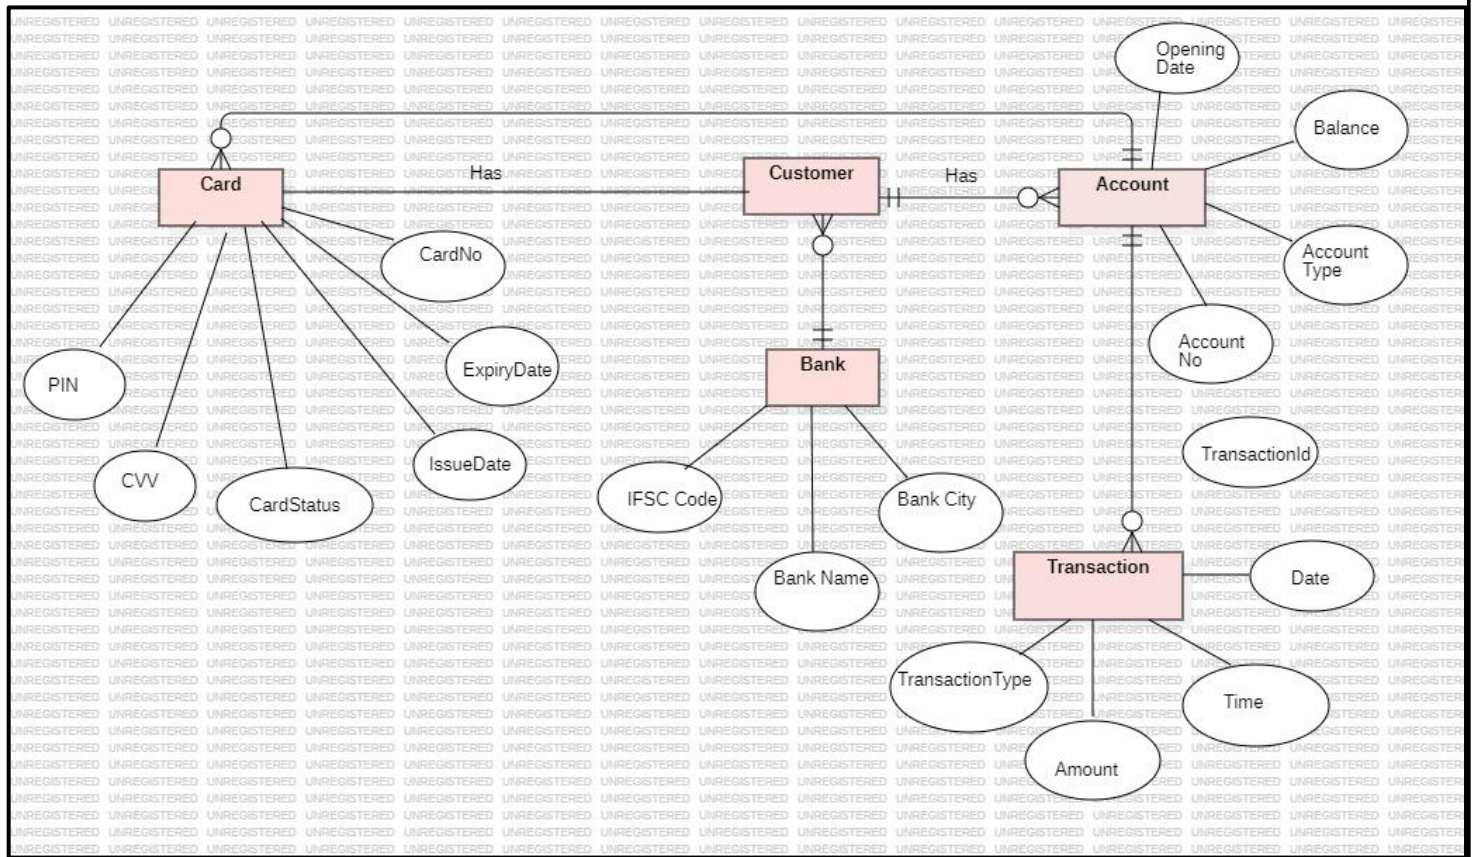 Opening
Date
Balance
Has
Has
Card
Customer
Account
CardNo
Account
Type
Account
No
ExpiryDate
Bank
PIN
IssueDate
TransactionId
CVV
CardStatus
IFSC Code
Bank City
Bank Name
Transaction
Date
TransactionType
Time
Amount
UNREGISTERED